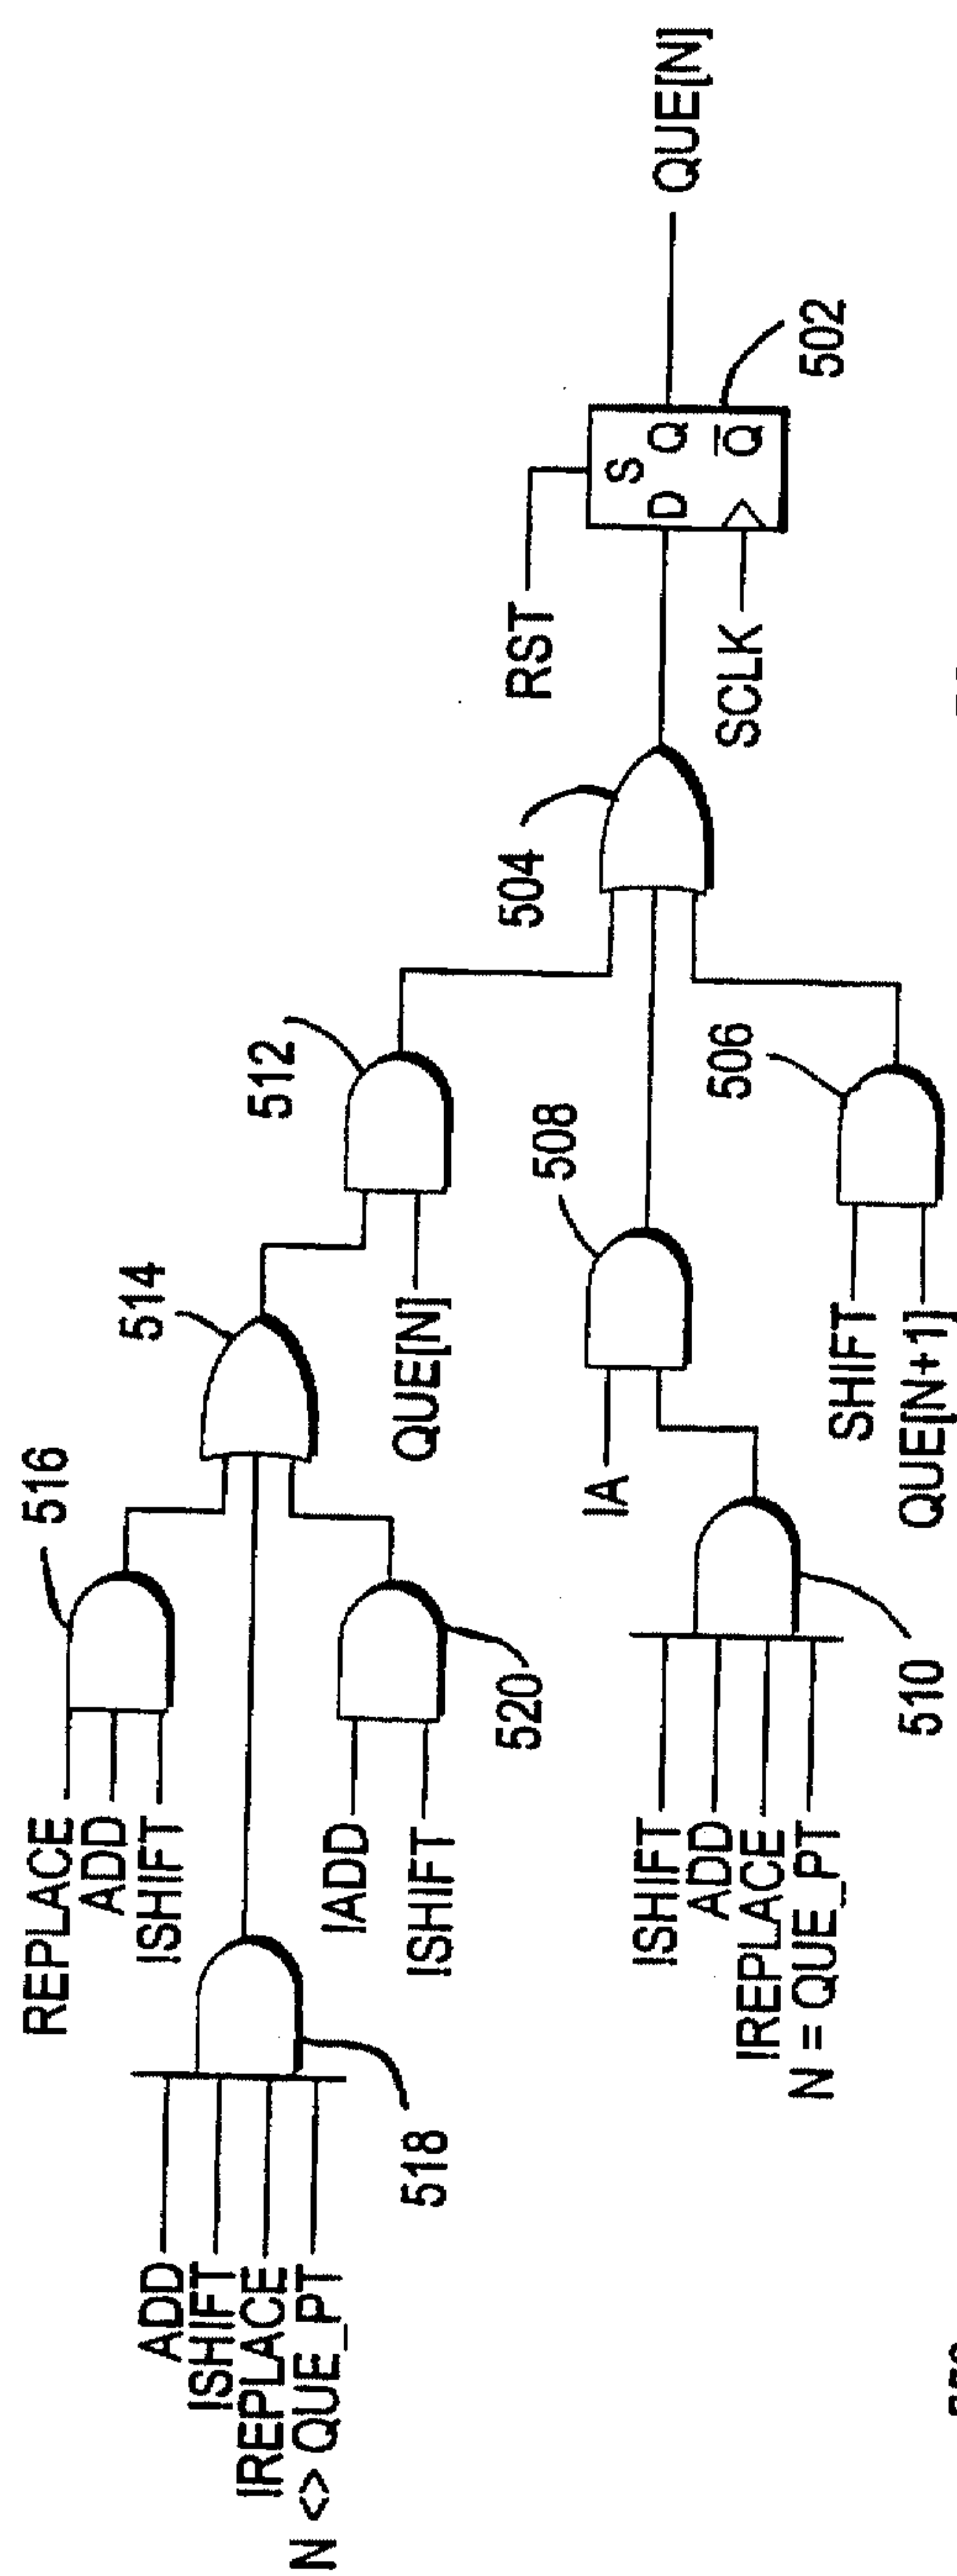 REPLACE
ADD
ISHIFT
516
ADD
ISHIFT
IREPLACE
N <> QUE_PT
518
IADD
ISHIFT
520
514
QUE[N]
512
ISHIFT
ADD
IREPLACE
N = QUE_PT
510
IA
508
SHIFT
QUE[N+1]
506
504
RST
SCLK
S
D Q
Q̅
502
QUE[N]